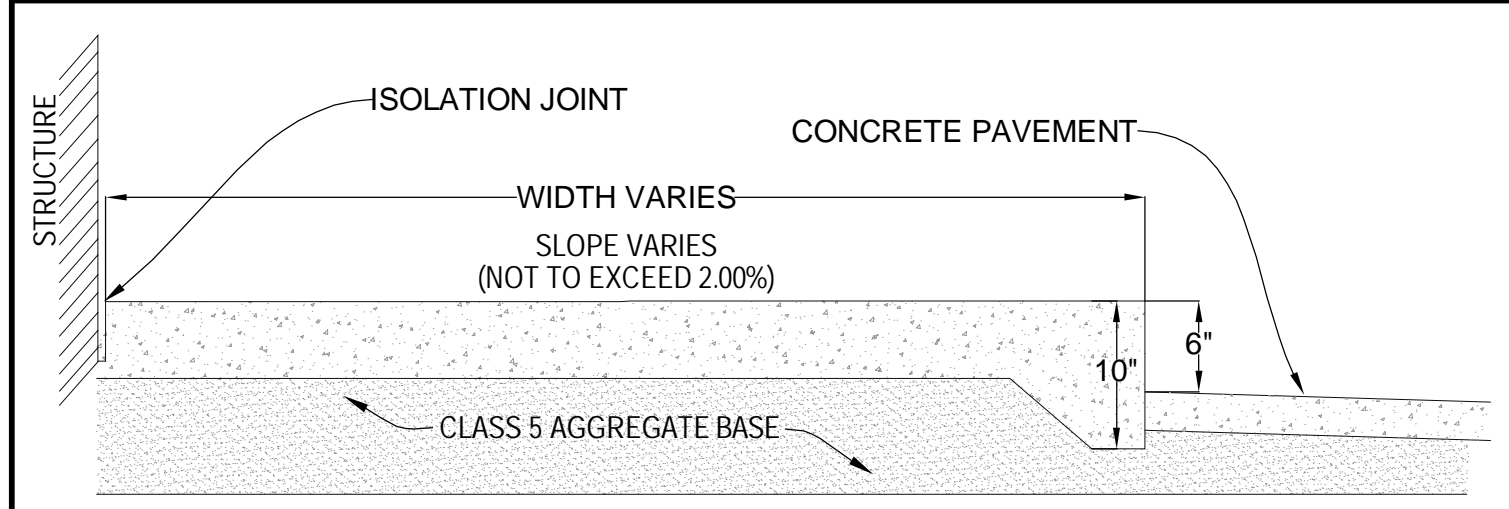 STRUCTURE
ISOLATION JOINT
CONCRETE PAVEMENT
WIDTH VARIES
SLOPE VARIES
(NOT TO EXCEED 2.00%)
6"
10"
CLASS 5 AGGREGATE BASE